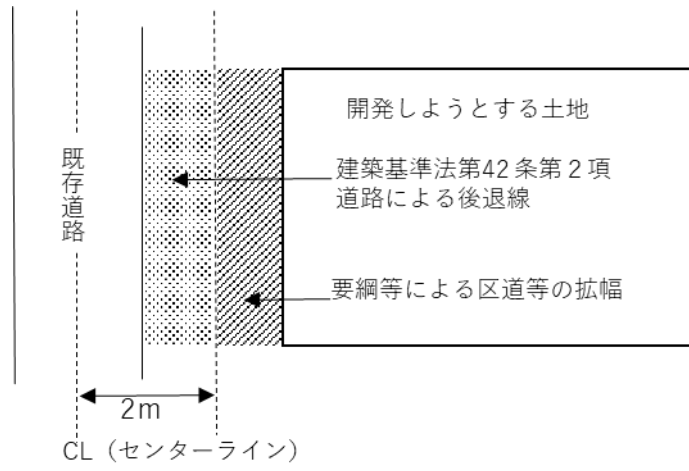 開発しようとする土地
建築基準法第42条第2項
道路による後退線
既存道路
要綱等による区道等の拡幅
2m
CL（センターライン）